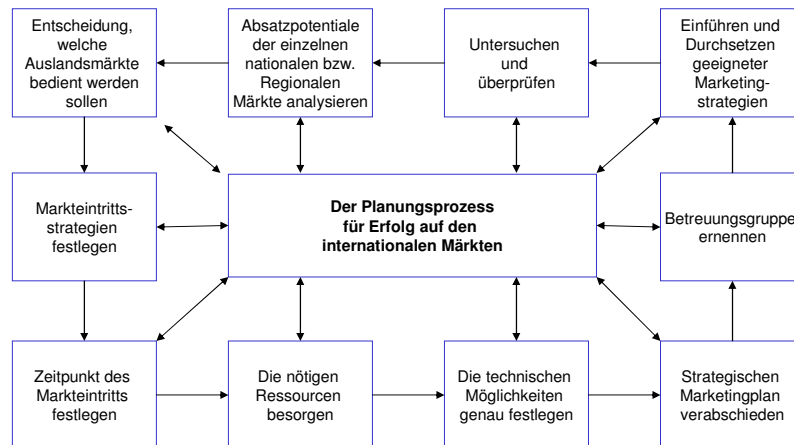 Entscheidung,
welche
Auslandsmärkte
bedient werden
sollen
Absatzpotentiale
der einzelnen
nationalen bzw.
Regionalen
Märkte analysieren
Untersuchen
und
überprüfen
Einführen und
Durchsetzen
geeigneter
Marketing-
strategien
Markteintritts-
strategien
festlegen
Der Planungsprozess
für Erfolg auf den
internationalen Märkten
Betreuungsgruppe
ernennen
Zeitpunkt des
Markteintritts
festlegen
Die nötigen
Ressourcen
besorgen
Die technischen
Möglichkeiten
genau festlegen
Strategischen
Marketingplan
verabschieden